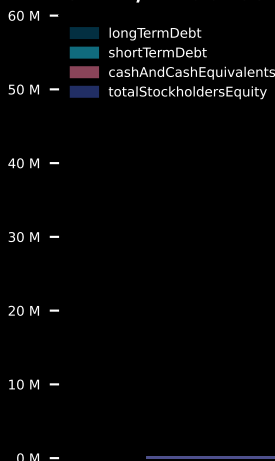 60 M
longTermDebt
shortTermDebt
cashAndCashEquivalents
50 M
totalStockholdersEquity
40 M
30 M
20 M
10 M
0 M